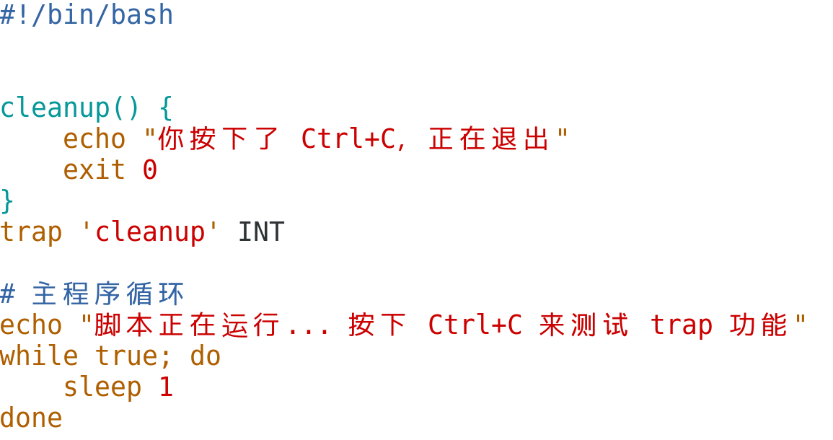 #!/bin/bash
cleanup() {
    echo "你按下了 Ctrl+C, 正在退出"
    exit 0
}
trap 'cleanup' INT
# 主程序循环
echo "脚本正在运行... 按下 Ctrl+C 来测试 trap 功能"
while true; do
    sleep 1
done